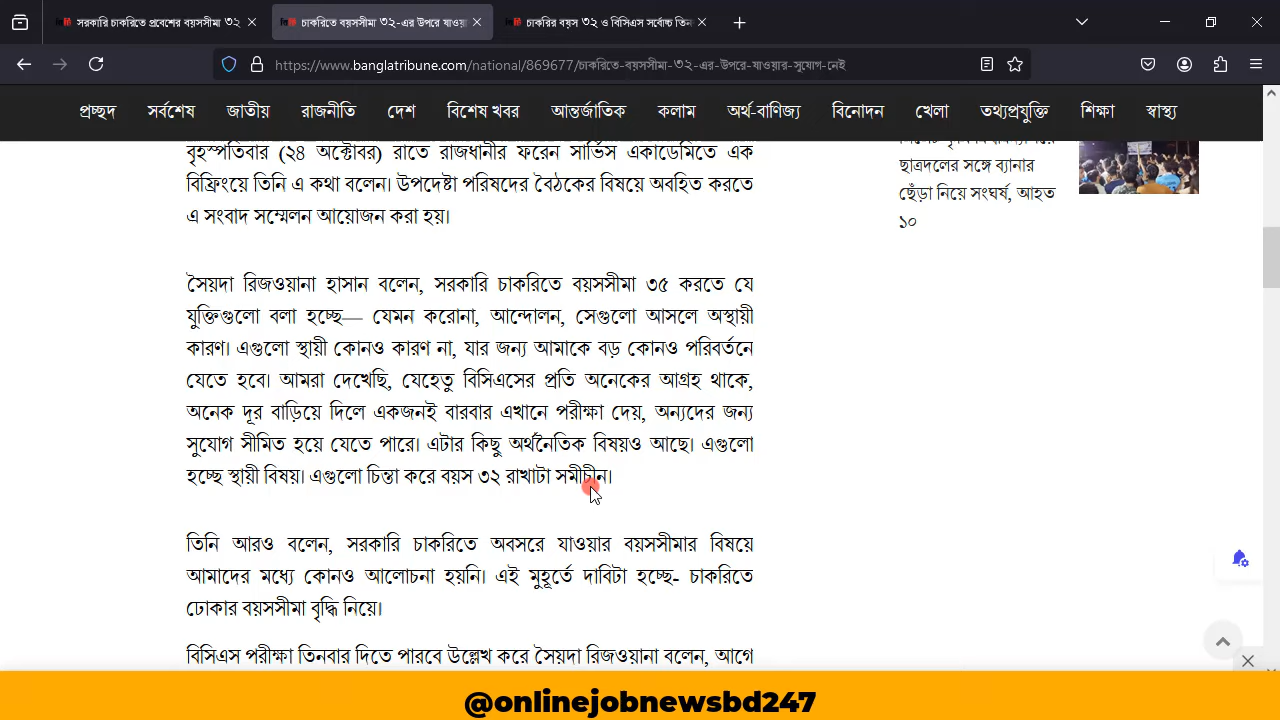 সরকারি চাকরিতে প্রবেশের বয়সসীমা ৩২
চাকরিতে বয়সসীমা ৩২-এর উপরে যাওয়া
চাকরির বয়স ৩২ ও বিসিএস সর্বোচ্চ তিন
https://www.banglatribune.com/national/869677/চাকরিতে-বয়সসীমা-৩২-এর-উপরে-যাওয়ার-সুযোগ-নেই
প্রচ্ছদ সর্বশেষ জাতীয় রাজনীতি দেশ বিশেষ খবর আন্তর্জাতিক কলাম অর্থ-বাণিজ্য বিনোদন খেলা তথ্যপ্রযুক্তি শিক্ষা স্বাস্থ্য
বৃহস্পতিবার (২৪ অক্টোবর) রাতে রাজধানীর ফরেন সার্ভিস একাডেমিতে এক
বিফ্রিংয়ে তিনি এ কথা বলেন। উপদেষ্টা পরিষদের বৈঠকের বিষয়ে অবহিত করতে
এ সংবাদ সম্মেলন আয়োজন করা হয়।
সৈয়দা রিজওয়ানা হাসান বলেন, সরকারি চাকরিতে বয়সসীমা ৩৫ করতে যে
যুক্তিগুলো বলা হচ্ছে— যেমন করোনা, আন্দোলন, সেগুলো আসলে অস্থায়ী
কারণ। এগুলো স্থায়ী কোনও কারণ না, যার জন্য আমাকে বড় কোনও পরিবর্তনে
যেতে হবে। আমরা দেখেছি, যেহেতু বিসিএসের প্রতি অনেকের আগ্রহ থাকে,
অনেক দূর বাড়িয়ে দিলে একজনই বারবার এখানে পরীক্ষা দেয়, অন্যদের জন্য
সুযোগ সীমিত হয়ে যেতে পারে। এটার কিছু অর্থনৈতিক বিষয়ও আছে। এগুলো
হচ্ছে স্থায়ী বিষয়। এগুলো চিন্তা করে বয়স ৩২ রাখাটা সমীচীন।
তিনি আরও বলেন, সরকারি চাকরিতে অবসরে যাওয়ার বয়সসীমার বিষয়ে
আমাদের মধ্যে কোনও আলোচনা হয়নি। এই মুহূর্তে দাবিটা হচ্ছে- চাকরিতে
ঢোকার বয়সসীমা বৃদ্ধি নিয়ে।
বিসিএস পরীক্ষা তিনবার দিতে পারবে উল্লেখ করে সৈয়দা রিজওয়ানা বলেন, আগে
ছাত্রদলের সঙ্গে ব্যানার
ছেঁড়া নিয়ে সংঘর্ষ, আহত
১০
@onlinejobnewsbd247